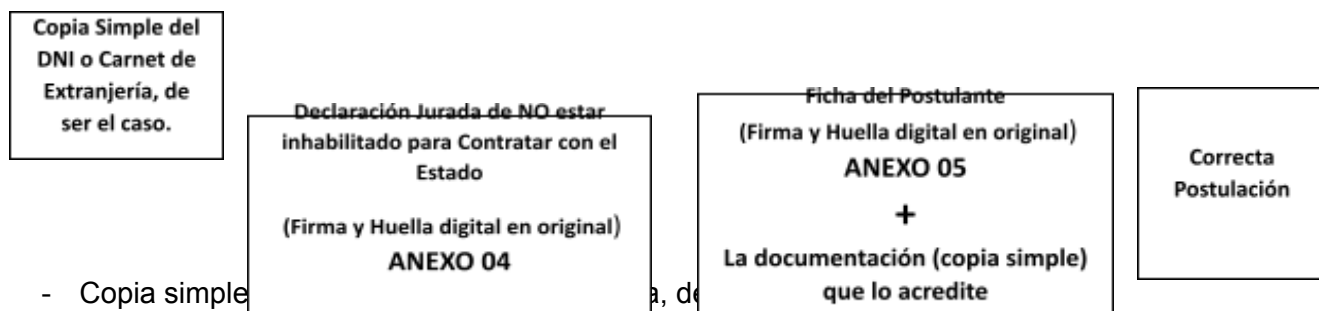 Copia Simple del
DNI o Carnet de
Extranjería, de
ser el caso.
Declaración Jurada de NO estar
inhabilitado para Contratar con el
Estado
(Firma y Huella digital en original)
ANEXO 04
Ficha del Postulante
(Firma y Huella digital en original)
ANEXO 05
+
La documentación (copia simple)
que lo acredite
Correcta
Postulación
- Copia simple a, de